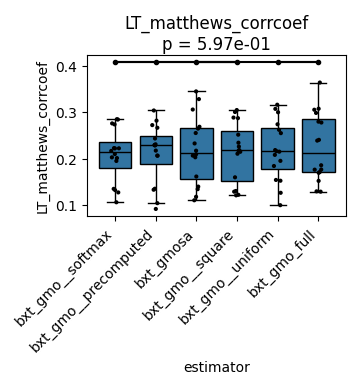 LT_matthews_corrcoef
p = 5.97e-01
LT_matthews_corrcoef
0.4
0.3
0.2
0.1
bxt_gmo__softmax
bxt_gmo__precomputed
bxt_gmosa
bxt_gmo__square
bxt_gmo__uniform
bxt_gmo_full
estimator